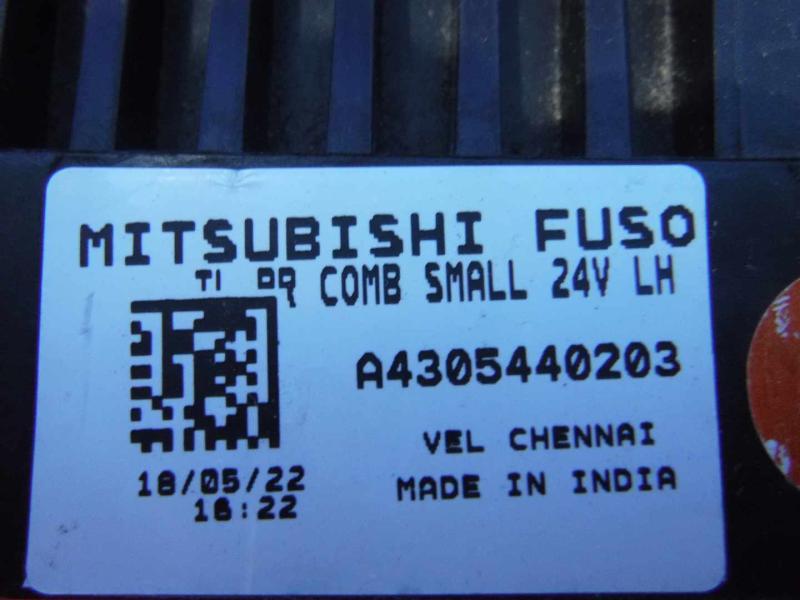 MITSUBISHI FUSO
COMB SMALL 24V LH
A4305440203
VEL CHENNAI
18/05/22
MADE IN INDIA
16:22